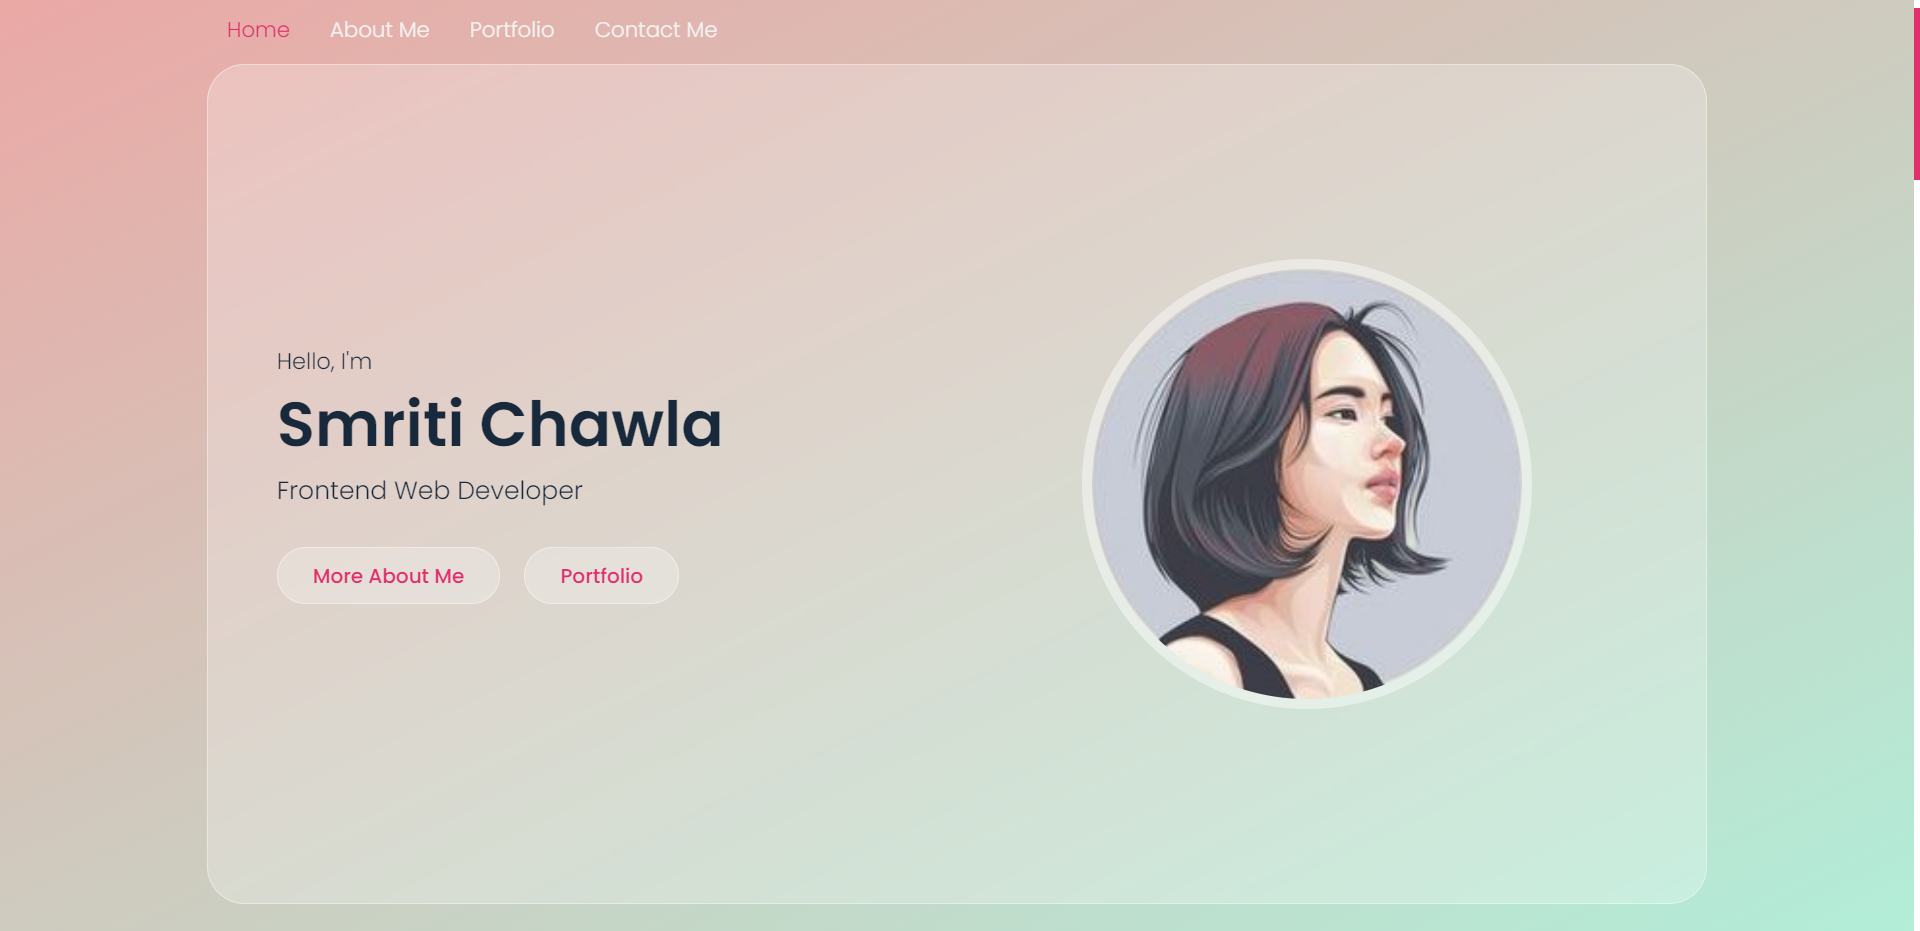 Home About Me Portfolio Contact Me
Hello, I'm
Smriti Chawla
Frontend Web Developer
More About Me Portfolio